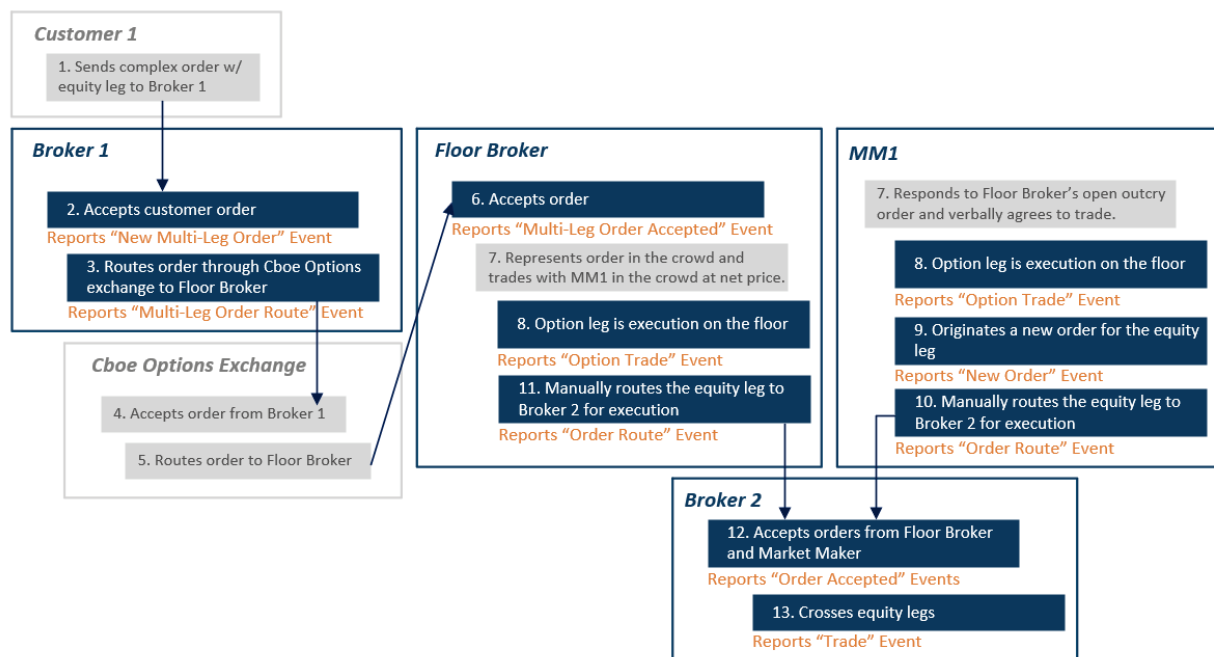 Customer 1
1. Sends complex order w/
equity leg to Broker 1
Broker 1
2. Accepts customer order
Reports “New Multi-Leg Order” Event
3. Routes order through Cboe Options
exchange to Floor Broker
Reports “Multi-Leg Order Route” Event
Cboe Options Exchange
4. Accepts order from Broker 1
5. Routes order to Floor Broker
Floor Broker
6. Accepts order
Reports “Multi-Leg Order Accepted” Event
7. Represents order in the crowd and
trades with MM1 in the crowd at net price.
8. Option leg is execution on the floor
Reports “Option Trade” Event
11. Manually routes the equity leg to
Broker 2 for execution
Reports “Order Route” Event
MM1
7. Responds to Floor Broker’s open outcry
order and verbally agrees to trade.
8. Option leg is execution on the floor
Reports “Option Trade” Event
9. Originates a new order for the equity
leg
Reports “New Order” Event
10. Manually routes the equity leg to
Broker 2 for execution
Reports “Order Route” Event
Broker 2
12. Accepts orders from Floor Broker
and Market Maker
Reports “Order Accepted” Events
13. Crosses equity legs
Reports “Trade” Event